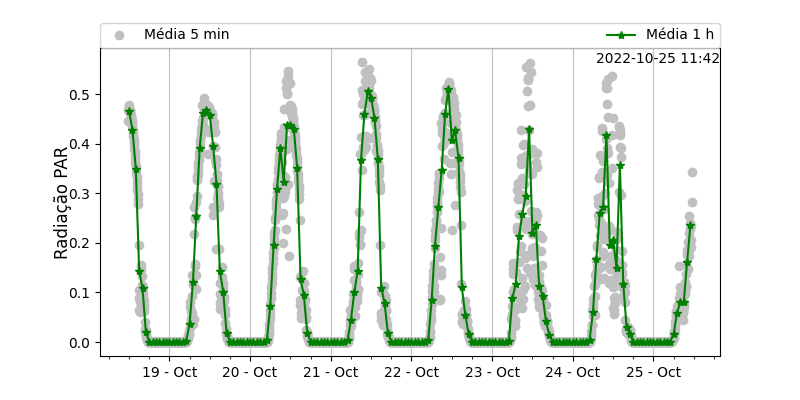 Média 5 min
Média 1 h
2022-10-25 11:42
Radiação PAR
0.5
0.4
0.3
0.2
0.1
0.0
19 - Oct
20 - Oct
21 - Oct
22 - Oct
23 - Oct
24 - Oct
25 - Oct